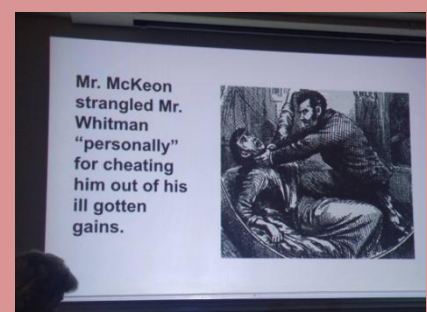 Mr. McKeon
strangled Mr.
Whitman
“personally”
for cheating
him out of his
ill gotten
gains.